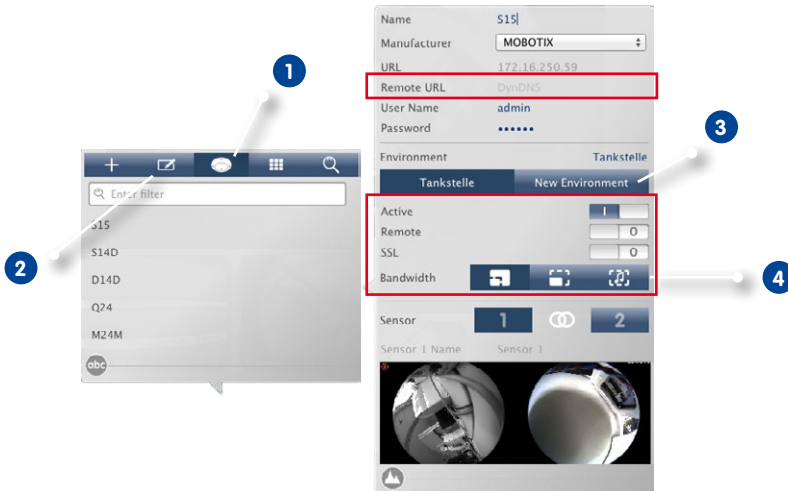 1
2
Enter filter
S15
S14D
D14D
Q24
M24M
abc
Name S15
Manufacturer MOBOTIX
URL 172.16.250.59
Remote URL DynDNS
User Name admin
Password ••••••
3
Environment Tankstelle
Tankstelle New Environment
Active I
Remote O
SSL O
Bandwidth
4
Sensor 1 2
Sensor 1 Name Sensor 1